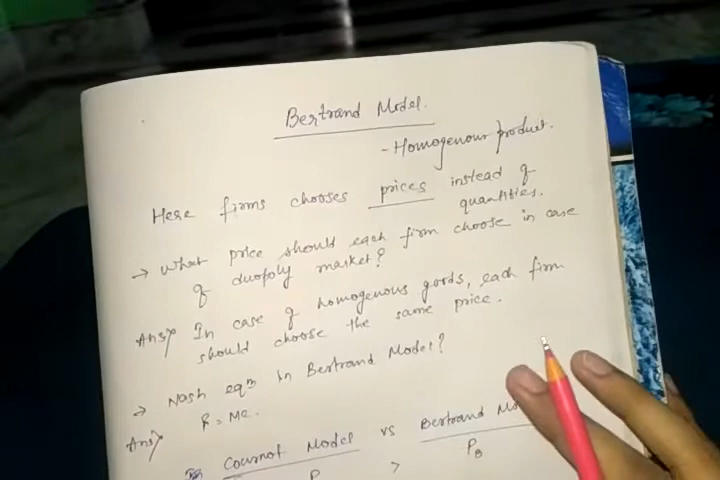 Bertrand Model.
- Homogenous product.
Here firms chooses prices instead of quantities.
→ What price should each firm choose in case
of duopoly market?
Ans> In case of homogenous goods, each firm
should choose the same price.
→ Nash eqm in Bertrand Model?
Ans> P = MC.
Cournot Model vs Bertrand
P > PB